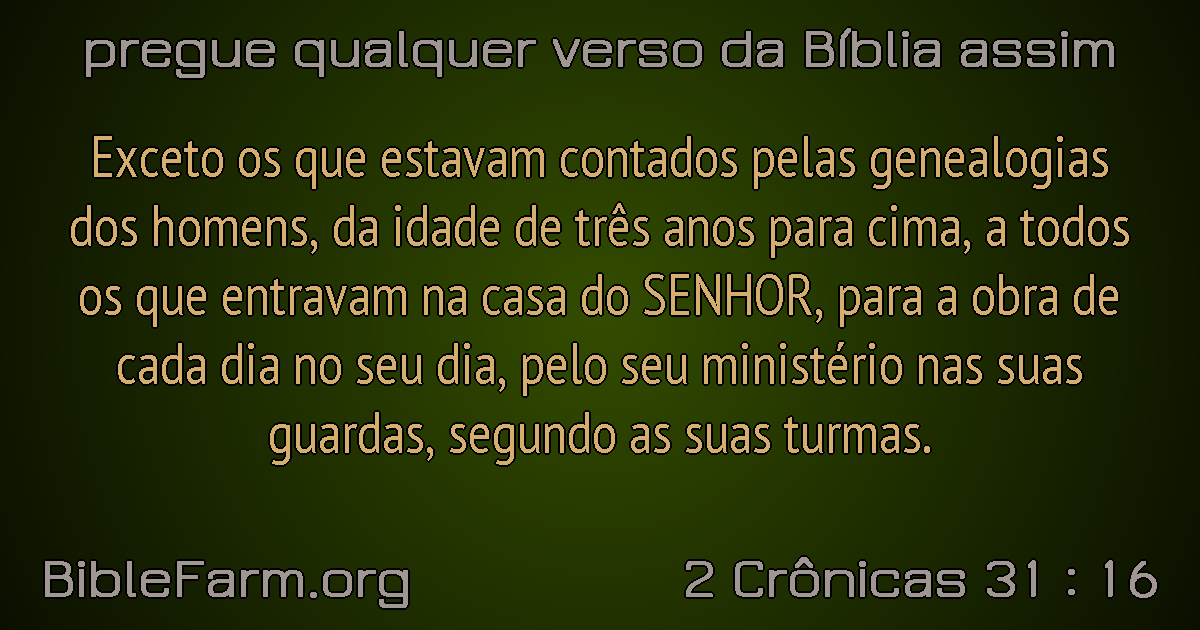 pregue qualquer verso da Bíblia assim
Exceto os que estavam contados pelas genealogias
dos homens, da idade de três anos para cima, a todos
os que entravam na casa do SENHOR, para a obra de
cada dia no seu dia, pelo seu ministério nas suas
guardas, segundo as suas turmas.
BibleFarm.org
2 Crônicas 31 : 16